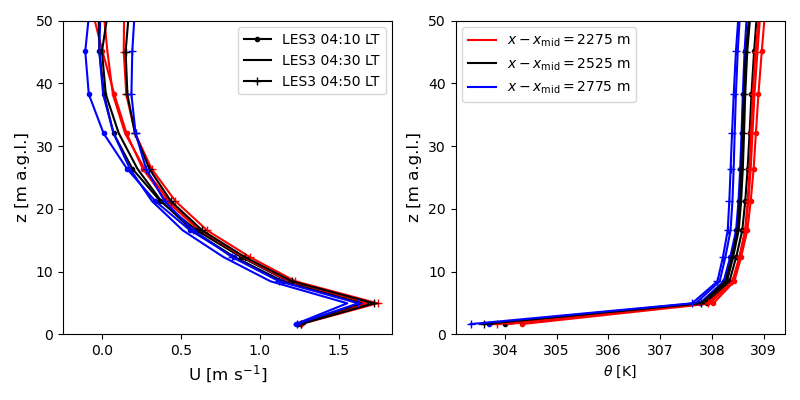 50
40
30
20
10
0
z [m a.g.l.]
LES3 04:10 LT
LES3 04:30 LT
LES3 04:50 LT
0.0 0.5 1.0 1.5
U [m s⁻¹]
50
40
30
20
10
0
z [m a.g.l.]
x − x_mid = 2275 m
x − x_mid = 2525 m
x − x_mid = 2775 m
304 305 306 307 308 309
θ [K]